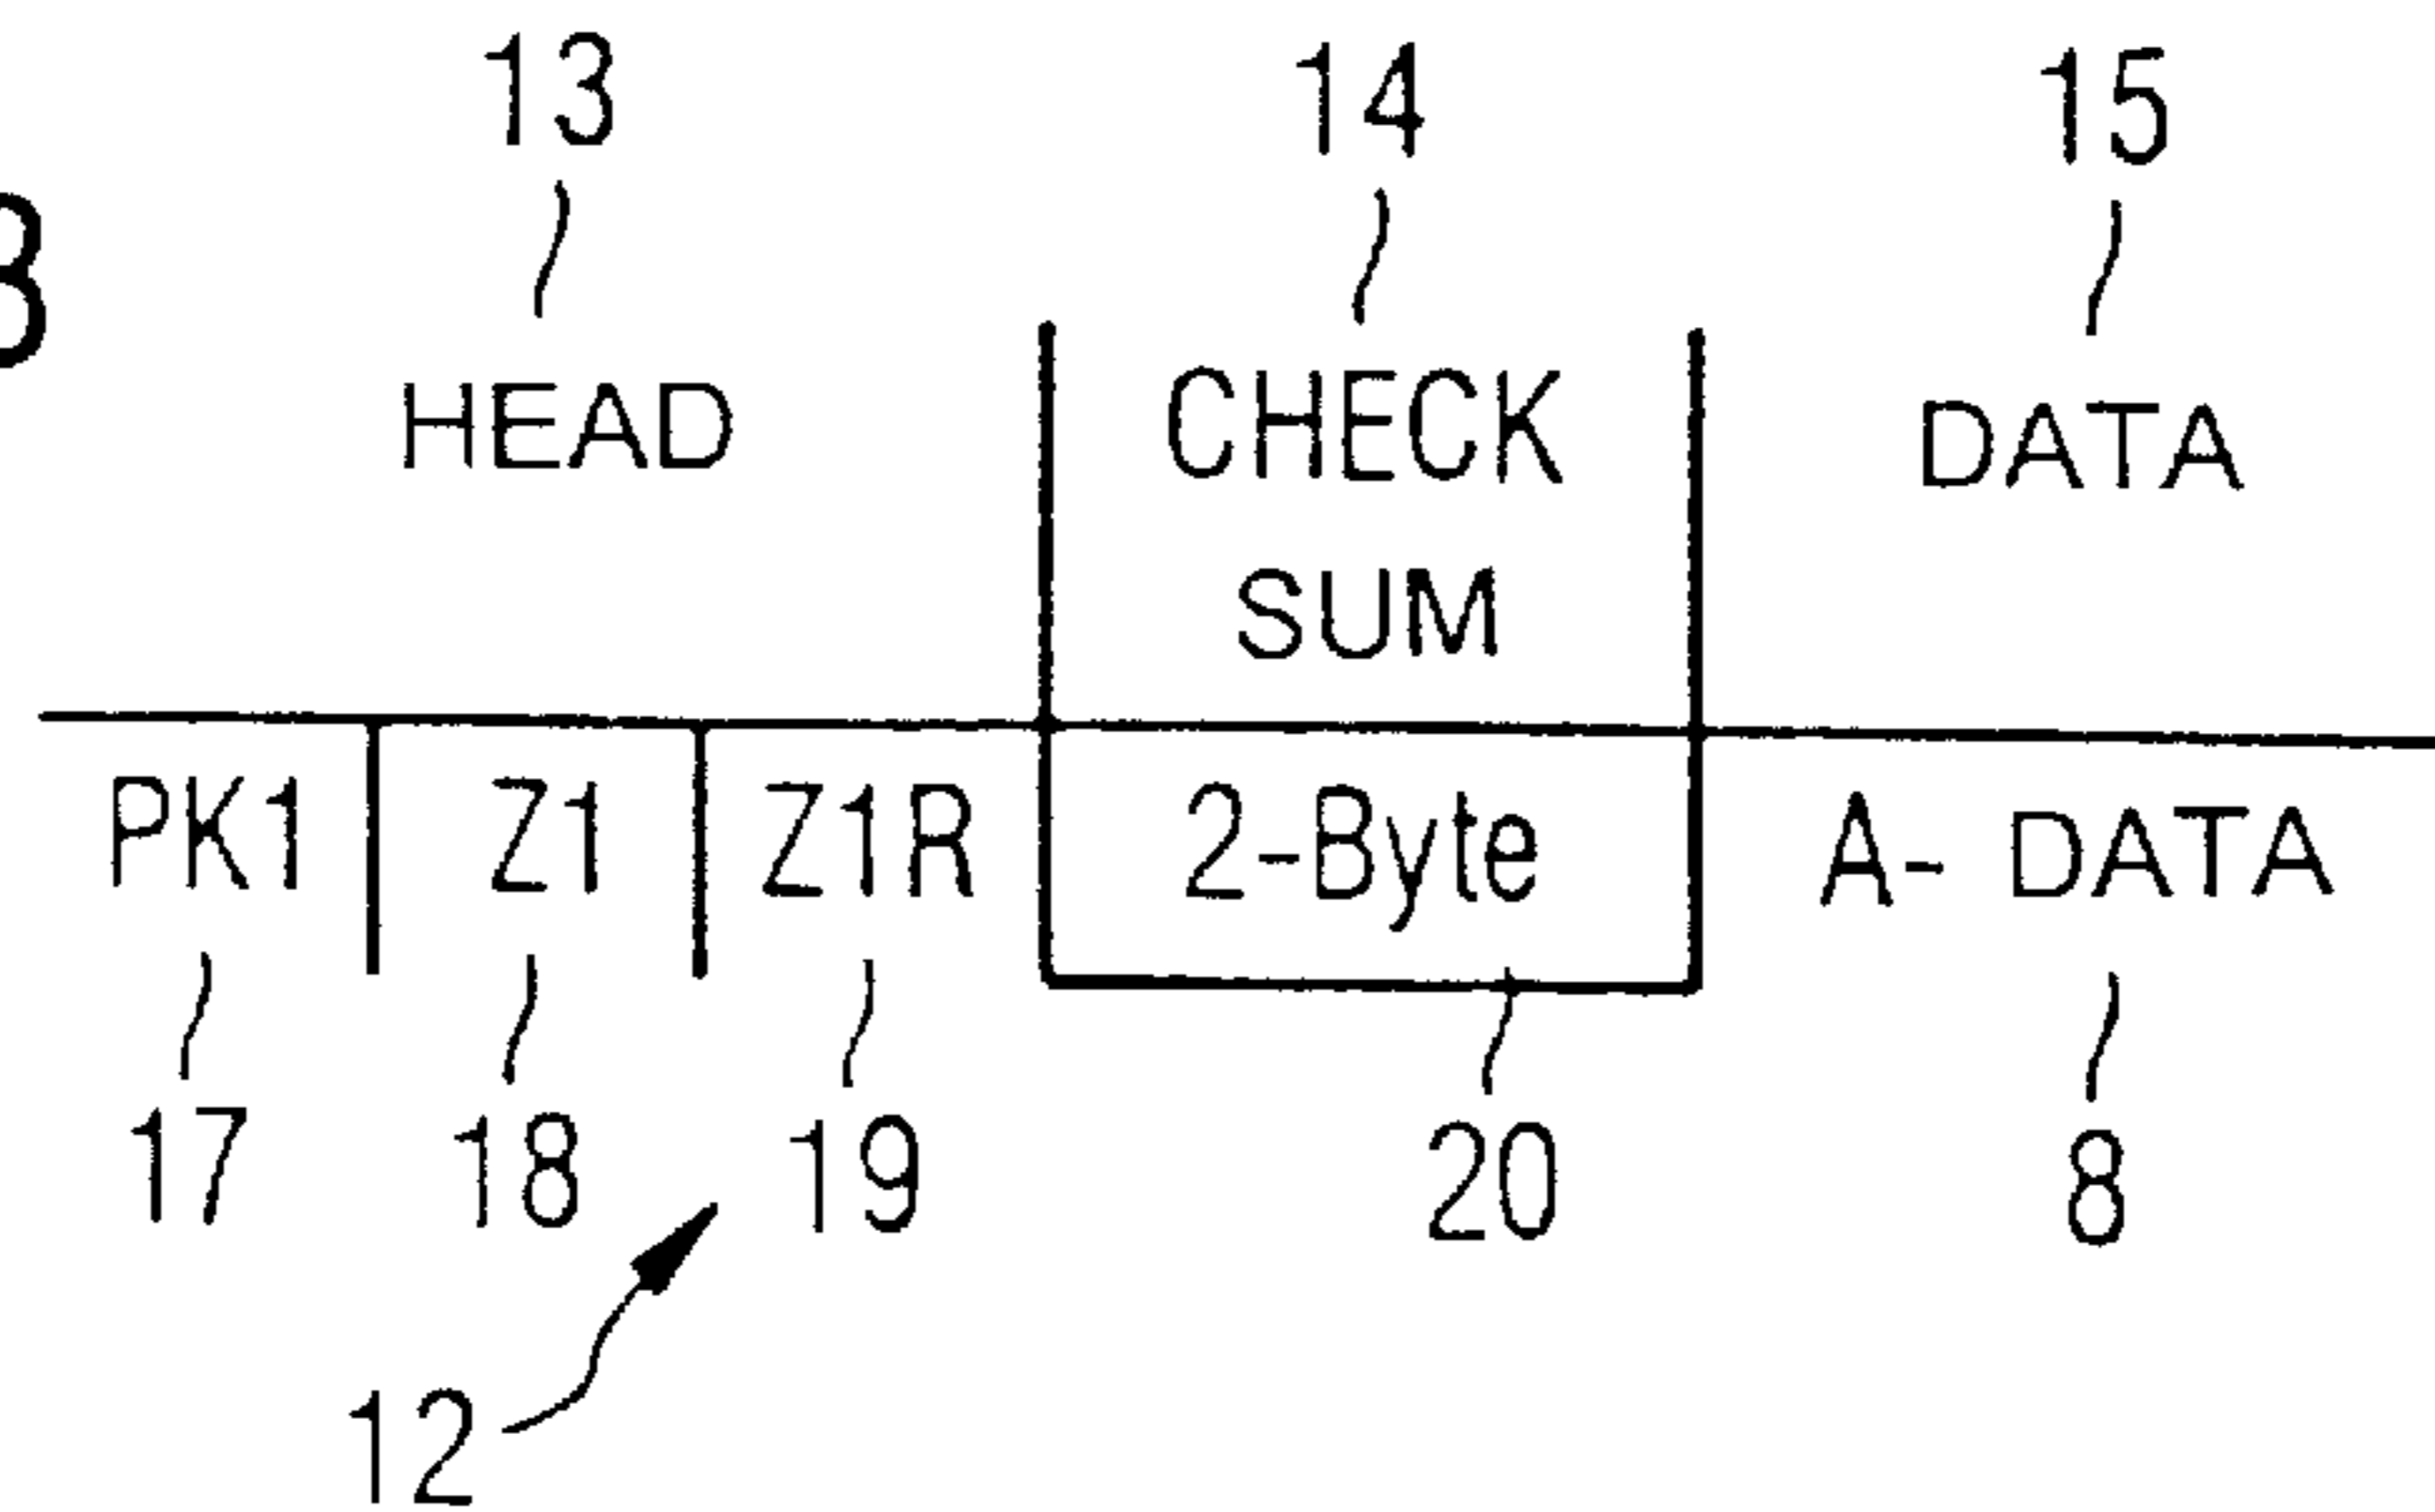 13 14 15
3
HEAD CHECK DATA
SUM
PK1 Z1 Z1R 2-Byte A- DATA
17 18 19 20 8
12